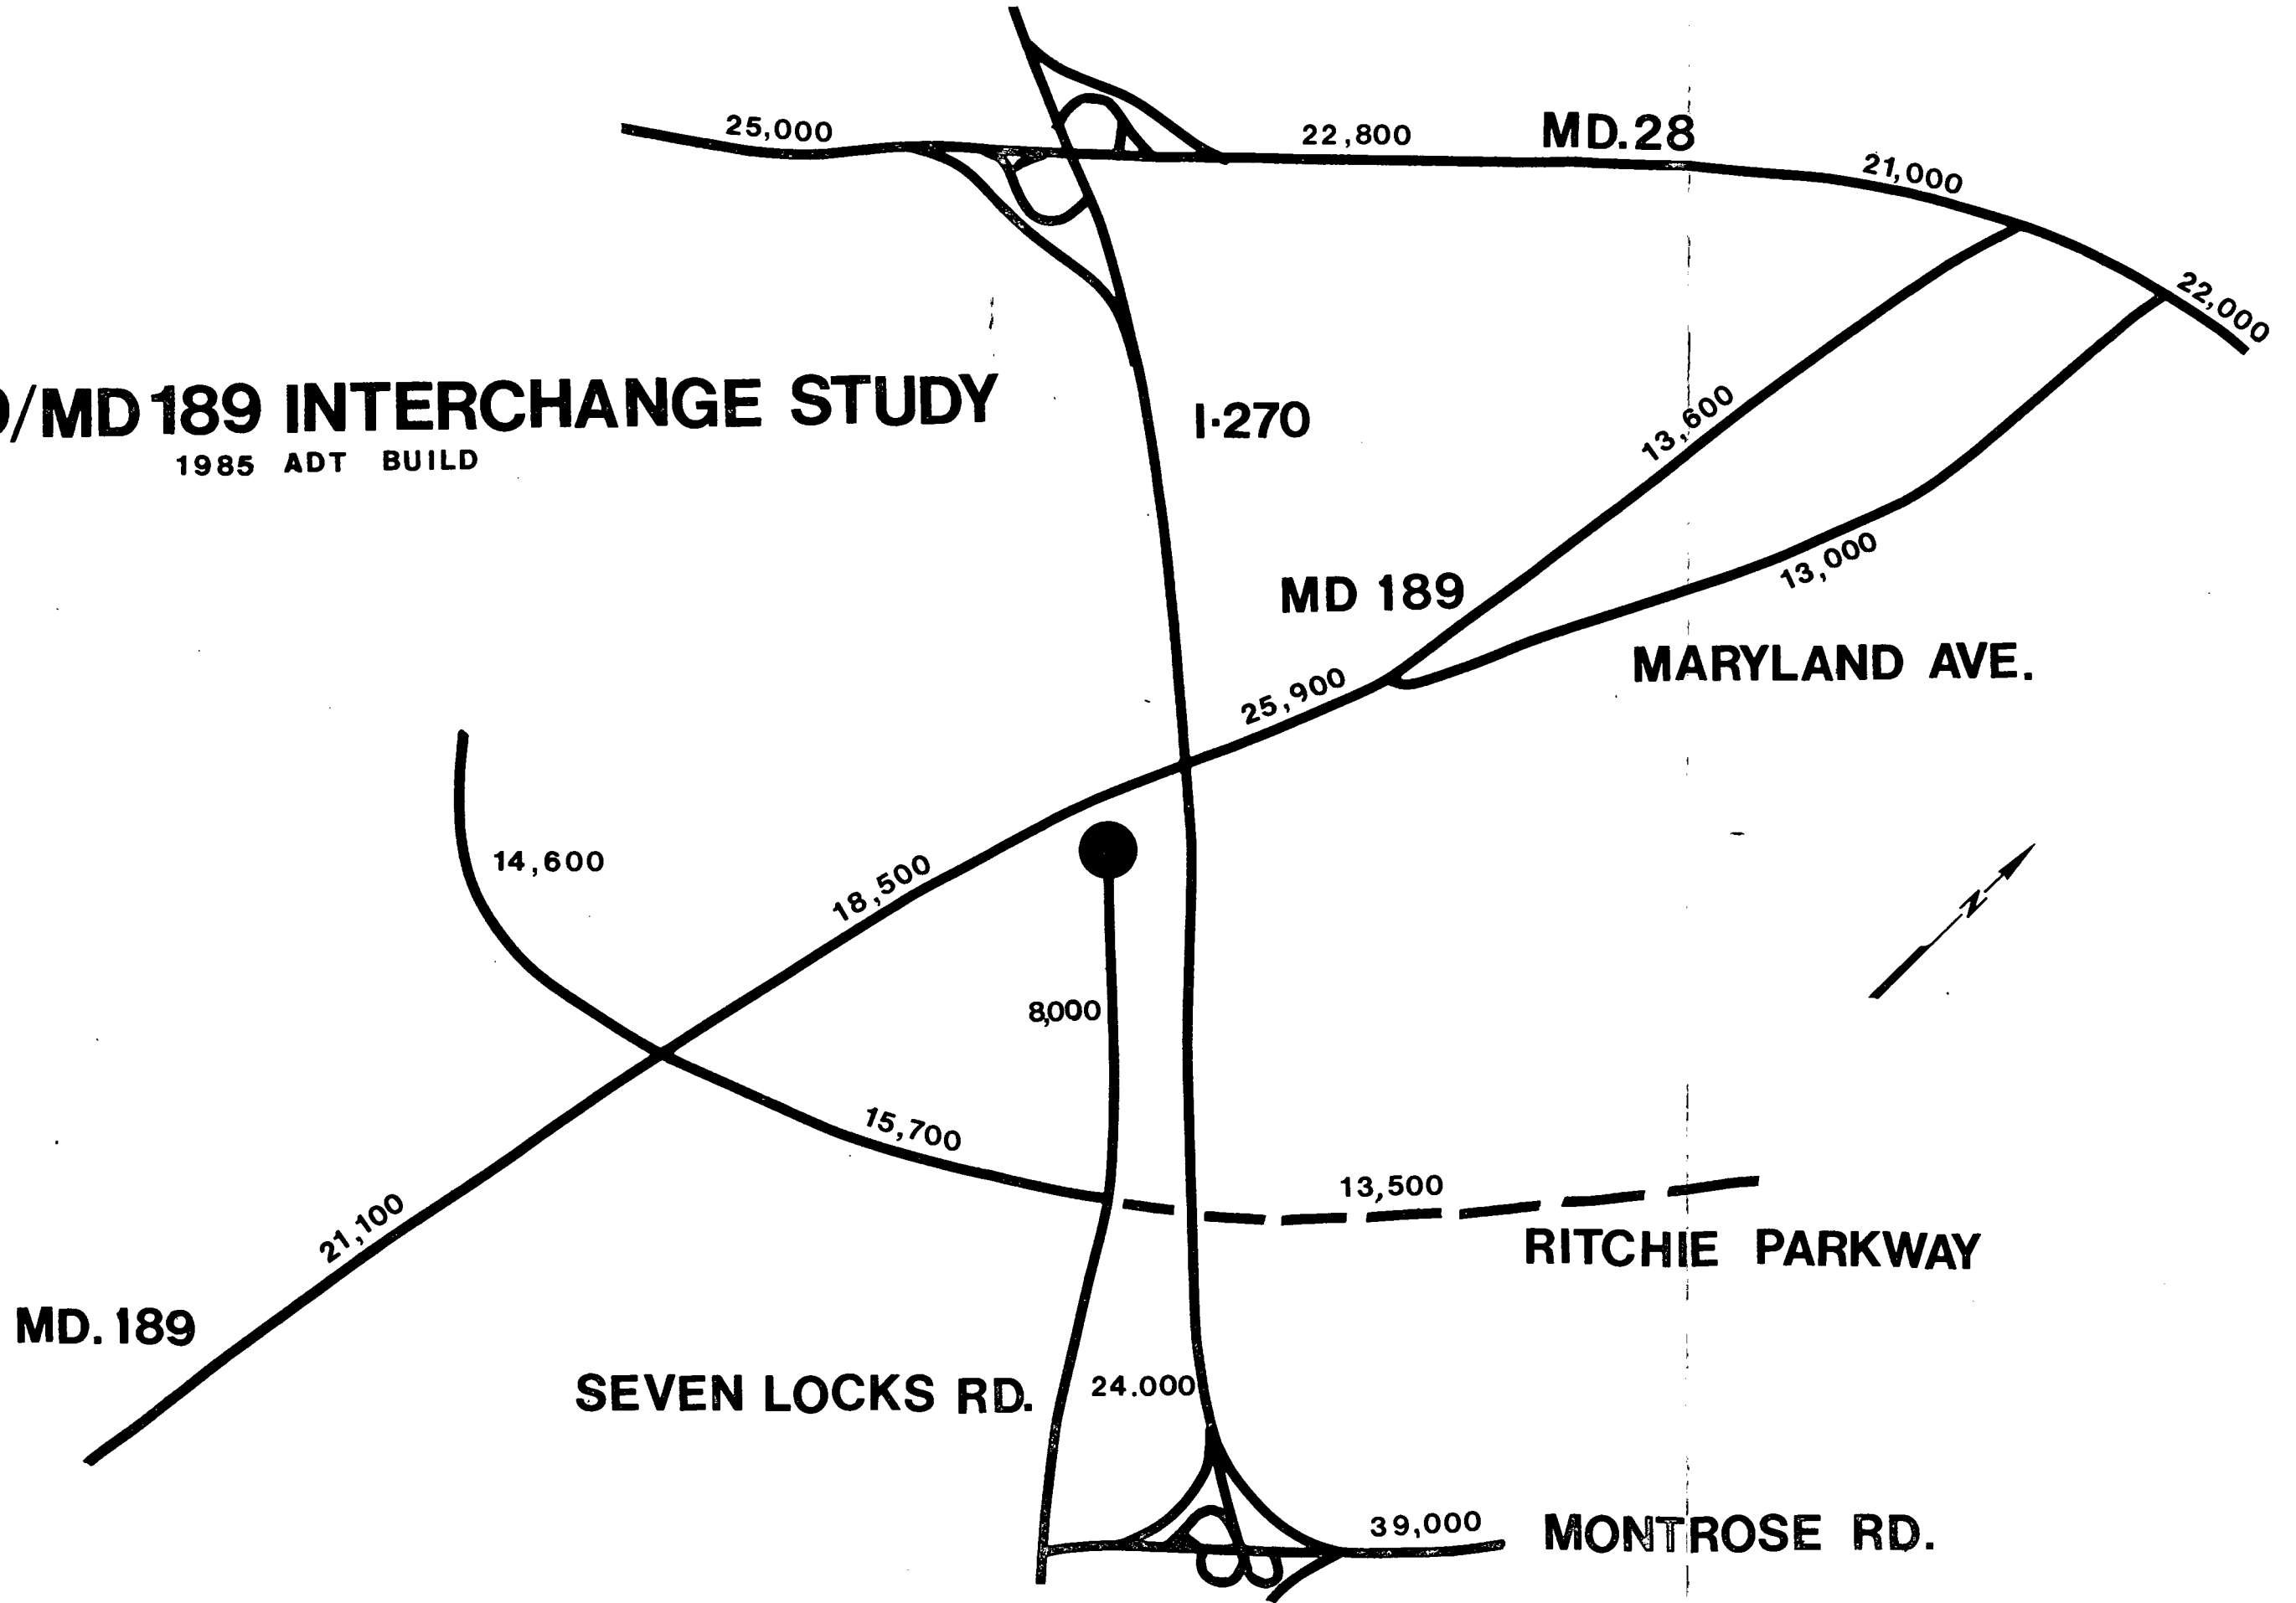 25,000
22,800
MD.28
21,000
22,000
/MD 189 INTERCHANGE STUDY
1985 ADT BUILD
I-270
13,600
13,000
MD 189
MARYLAND AVE.
25,900
14,600
18,500
N
8,000
15,700
13,500
RITCHIE PARKWAY
21,100
MD. 189
SEVEN LOCKS RD.
24.000
39,000
MONTROSE RD.